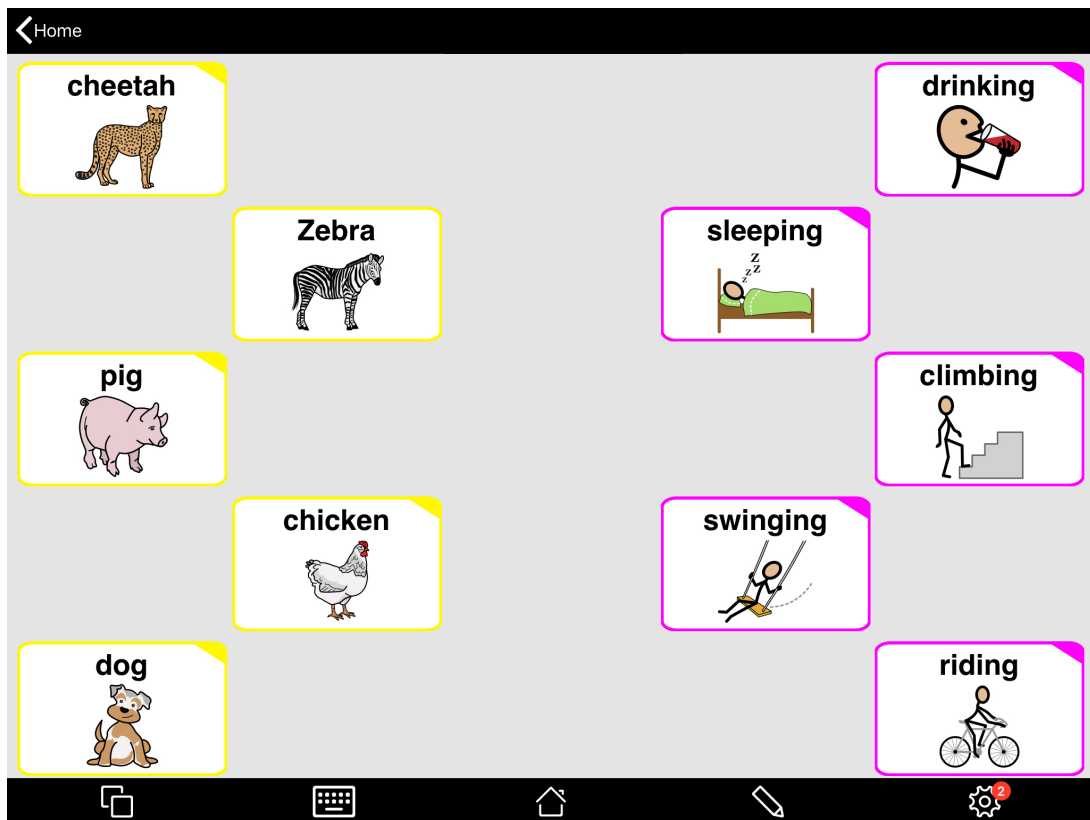 Home
cheetah
drinking
Zebra
sleeping
z
z z
z
pig
climbing
chicken
swinging
dog
riding
2